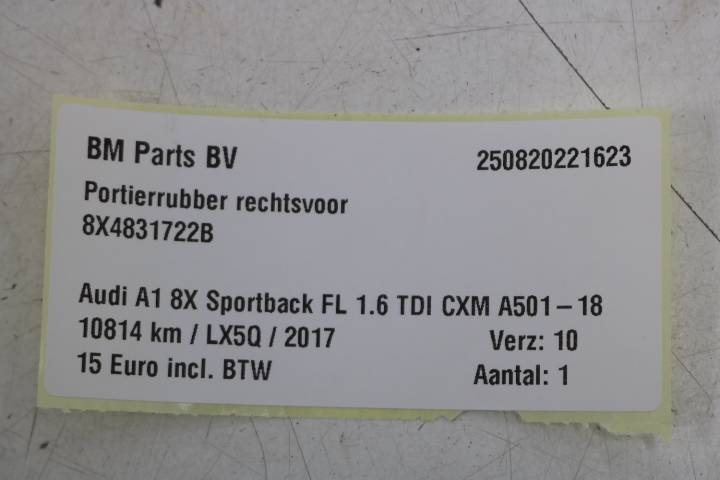 BM Parts BV 250820221623
Portierrubber rechtsvoor
8X4831722B
Audi A1 8X Sportback FL 1.6 TDI CXM A501-18
10814 km / LX5Q / 2017 Verz: 10
15 Euro incl. BTW Aantal: 1